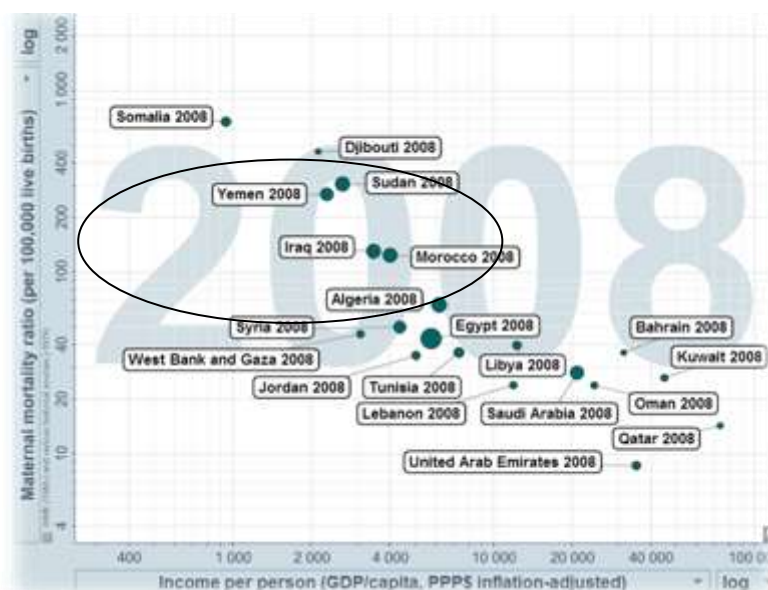 2 000
log
1 000
400
200
100
40
20
10
4
Maternal mortality ratio (per 100,000 live births)
2008
Somalia 2008
Djibouti 2008
Sudan 2008
Yemen 2008
Iraq 2008
Morocco 2008
Algeria 2008
Syria 2008
Egypt 2008
Bahrain 2008
West Bank and Gaza 2008
Libya 2008
Kuwait 2008
Jordan 2008
Tunisia 2008
Lebanon 2008
Saudi Arabia 2008
Oman 2008
Qatar 2008
United Arab Emirates 2008
400
1 000
2 000
4 000
10 000
20 000
40 000
Income per person (GDP/capita, PPP$ inflation-adjusted)
log